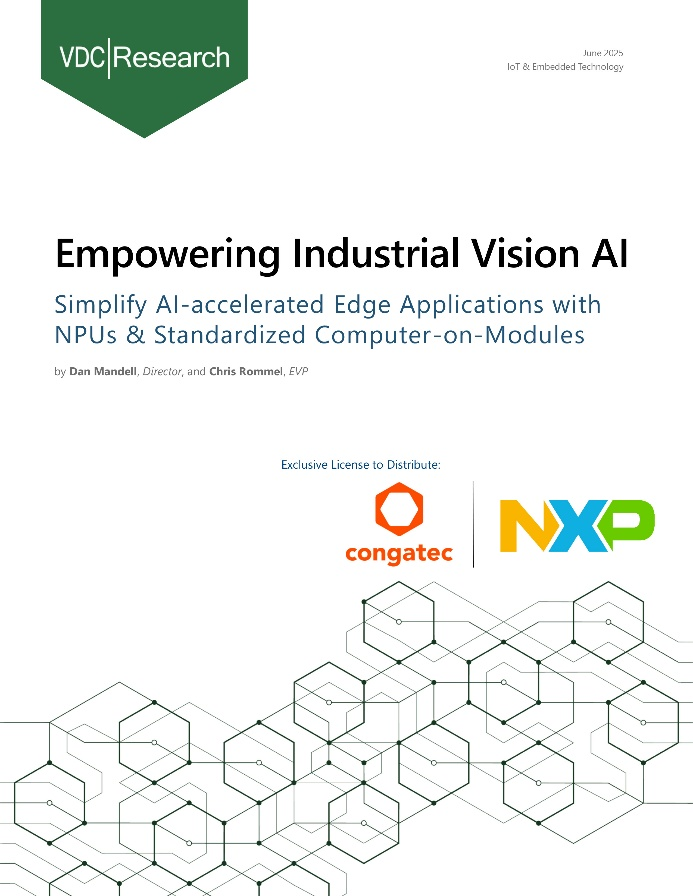 VDC|Research
June 2025
IoT & Embedded Technology
Empowering Industrial Vision AI
Simplify AI-accelerated Edge Applications with
NPUs & Standardized Computer-on-Modules
by Dan Mandell, Director, and Chris Rommel, EVP
Exclusive License to Distribute:
congatec
NXP